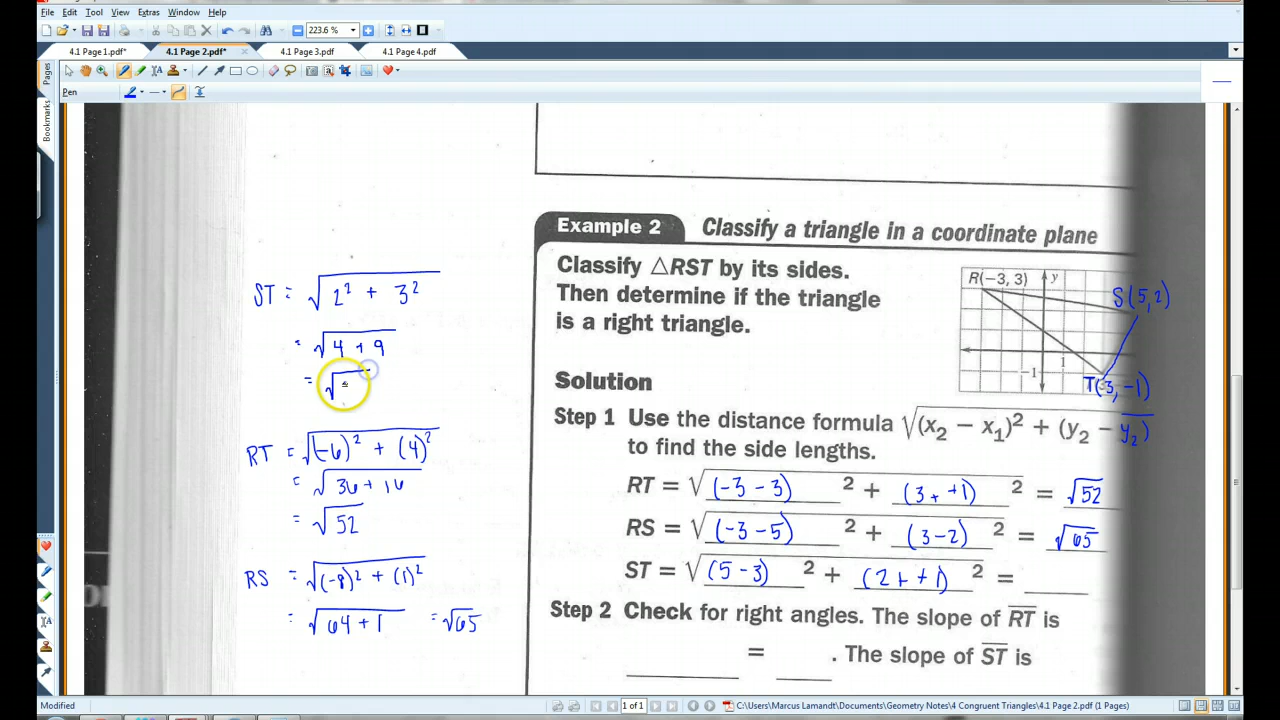 File Edit Tool View Extras Window Help
223.6 %
4.1 Page 1.pdf* 4.1 Page 2.pdf* 4.1 Page 3.pdf 4.1 Page 4.pdf
Pen
Pages
Bookmarks
Example 2 Classify a triangle in a coordinate plane
Classify △RST by its sides.
Then determine if the triangle
is a right triangle.
R(−3, 3) y
S(5,2)
1
−1
T(3,-1)
ST = √2² + 3²
= √4 + 9
= √
RT = √(-6)² + (4)²
= √36 + 16
= √52
RS = √(-8)² + (1)²
= √64 + 1 = √65
Solution
Step 1 Use the distance formula √(x₂ − x₁)² + (y₂ − y₂)
to find the side lengths.
RT = √(-3-3) ² + (3++1) ² = √52
RS = √(-3-5) ² + (3-2) ² = √65
ST = √(5-3) ² + (2++1) ² =
Step 2 Check for right angles. The slope of R̅T̅ is
= . The slope of S̅T̅ is
Modified
1 of 1
C:\Users\Marcus Lamandt\Documents\Geometry Notes\4 Congruent Triangles\4.1 Page 2.pdf (1 Pages)